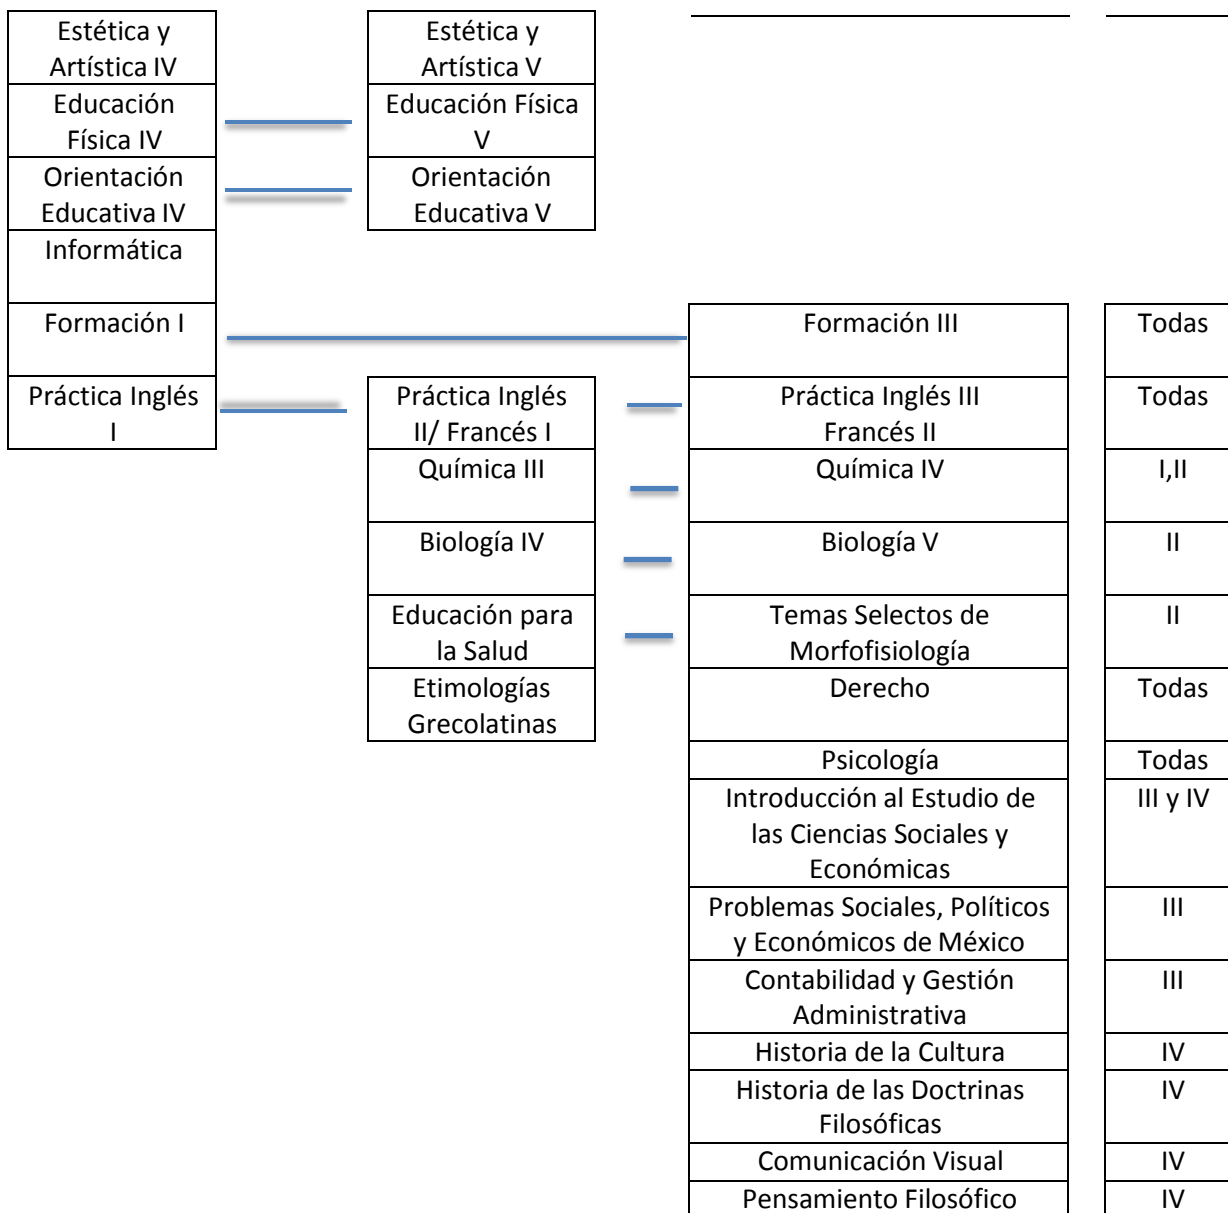 Estética y
Artística IV
Estética y
Artística V
Educación
Física IV
Educación Física
V
Orientación
Educativa IV
Orientación
Educativa V
Informática
Formación I
Formación III
Todas
Práctica Inglés
I
Práctica Inglés
II/ Francés I
Práctica Inglés III
Francés II
Todas
Química III
Química IV
I,II
Biología IV
Biología V
II
Educación para
la Salud
Temas Selectos de
Morfofisiología
II
Etimologías
Grecolatinas
Derecho
Todas
Psicología
Todas
Introducción al Estudio de
las Ciencias Sociales y
Económicas
III y IV
Problemas Sociales, Políticos
y Económicos de México
III
Contabilidad y Gestión
Administrativa
III
Historia de la Cultura
IV
Historia de las Doctrinas
Filosóficas
IV
Comunicación Visual
IV
Pensamiento Filosófico
IV